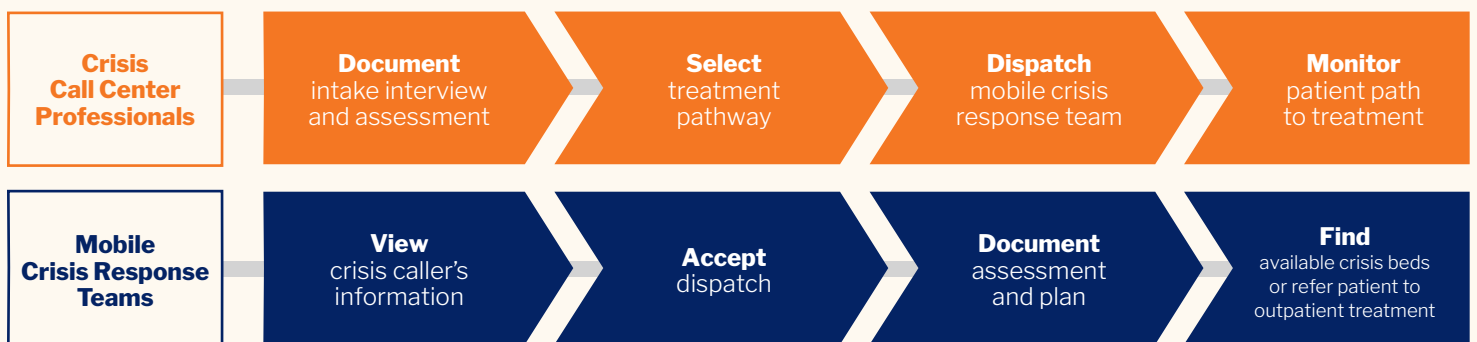 Crisis
Call Center
Professionals
Document
intake interview
and assessment
Select
treatment
pathway
Dispatch
mobile crisis
response team
Monitor
patient path
to treatment
Mobile
Crisis Response
Teams
View
crisis caller's
information
Accept
dispatch
Document
assessment
and plan
Find
available crisis beds
or refer patient to
outpatient treatment